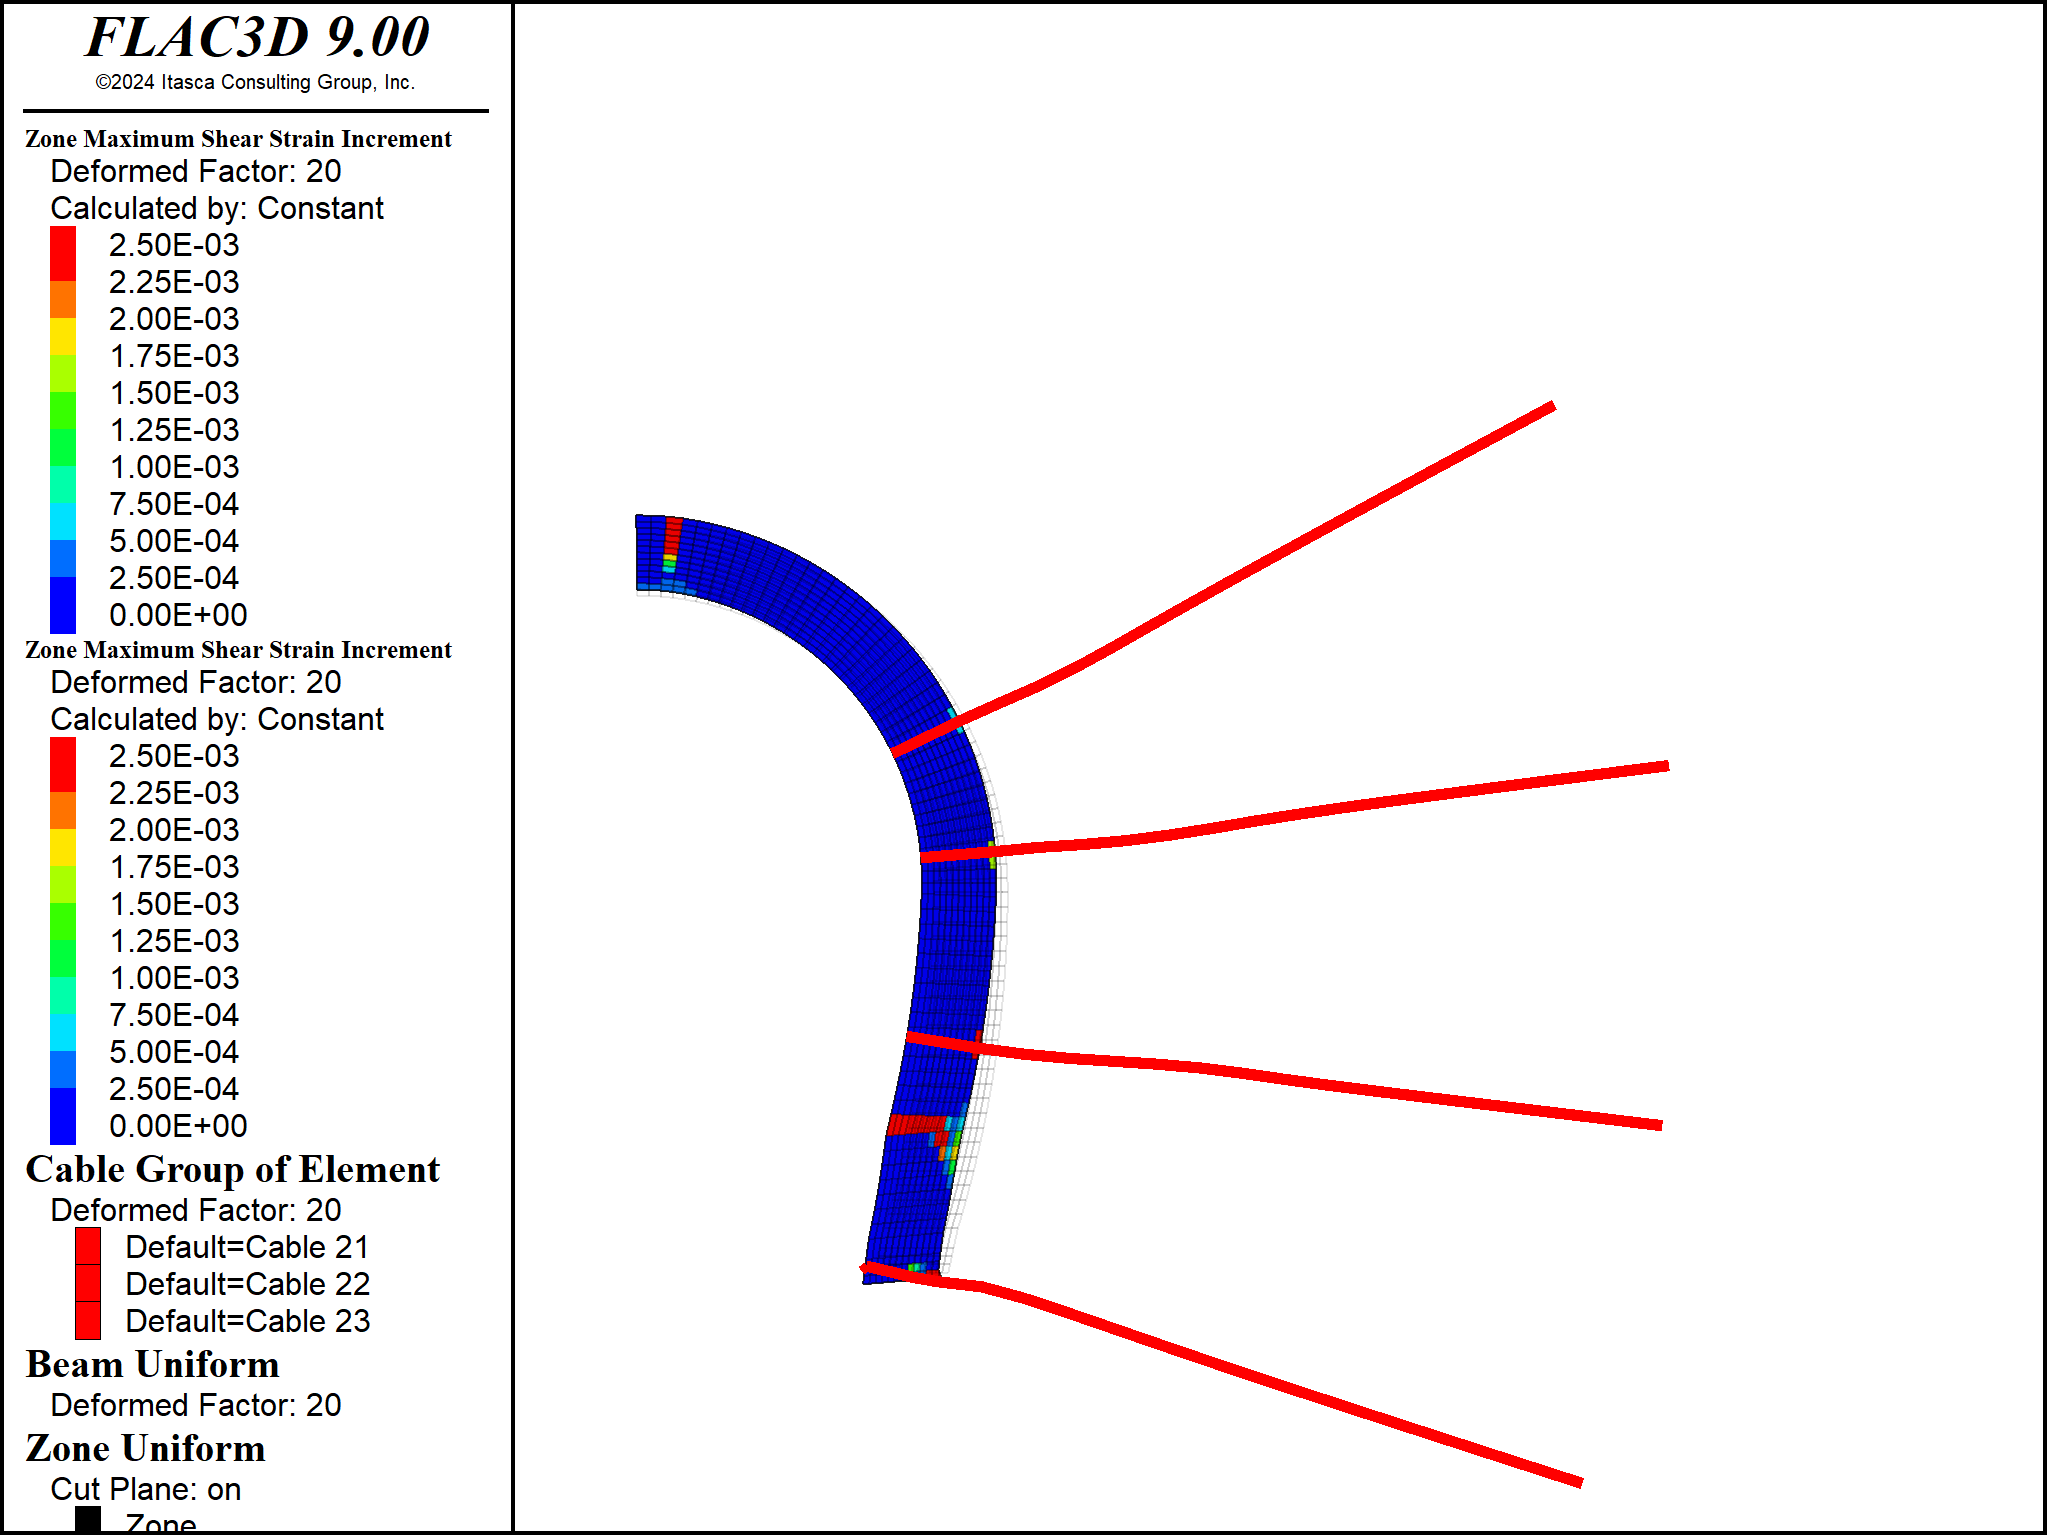 FLAC3D 9.00
©2024 Itasca Consulting Group, Inc.
Zone Maximum Shear Strain Increment
Deformed Factor: 20
Calculated by: Constant
2.50E-03
2.25E-03
2.00E-03
1.75E-03
1.50E-03
1.25E-03
1.00E-03
7.50E-04
5.00E-04
2.50E-04
0.00E+00
Zone Maximum Shear Strain Increment
Deformed Factor: 20
Calculated by: Constant
2.50E-03
2.25E-03
2.00E-03
1.75E-03
1.50E-03
1.25E-03
1.00E-03
7.50E-04
5.00E-04
2.50E-04
0.00E+00
Cable Group of Element
Deformed Factor: 20
Default=Cable 21
Default=Cable 22
Default=Cable 23
Beam Uniform
Deformed Factor: 20
Zone Uniform
Cut Plane: on
Zone